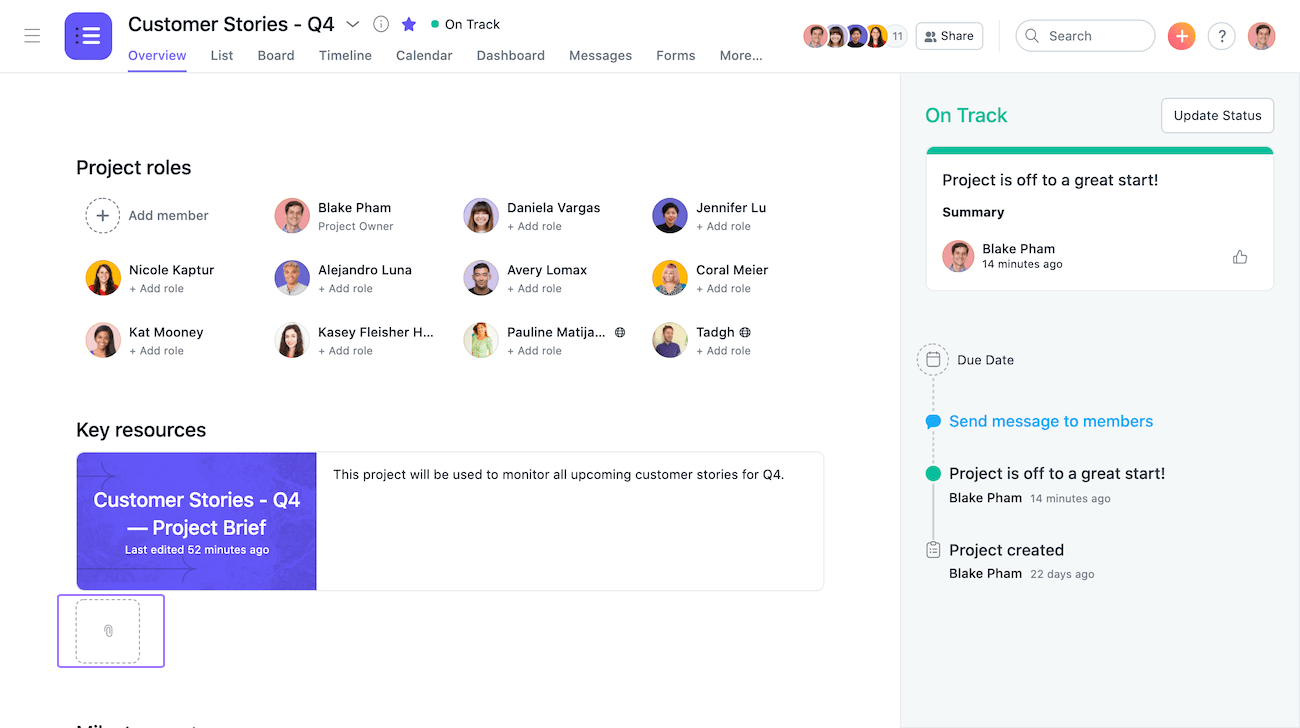 Customer Stories - Q4
On Track
Overview List Board Timeline Calendar Dashboard Messages Forms More...
11
Share
Search
+
?
Project roles
Add member
Blake Pham
Project Owner
Daniela Vargas
+ Add role
Jennifer Lu
+ Add role
Nicole Kaptur
+ Add role
Alejandro Luna
+ Add role
Avery Lomax
+ Add role
Coral Meier
+ Add role
Kat Mooney
+ Add role
Kasey Fleisher H...
+ Add role
Pauline Matija...
+ Add role
Tadgh
+ Add role
Key resources
Customer Stories - Q4
— Project Brief
Last edited 52 minutes ago
This project will be used to monitor all upcoming customer stories for Q4.
On Track
Update Status
Project is off to a great start!
Summary
Blake Pham
14 minutes ago
Due Date
Send message to members
Project is off to a great start!
Blake Pham 14 minutes ago
Project created
Blake Pham 22 days ago